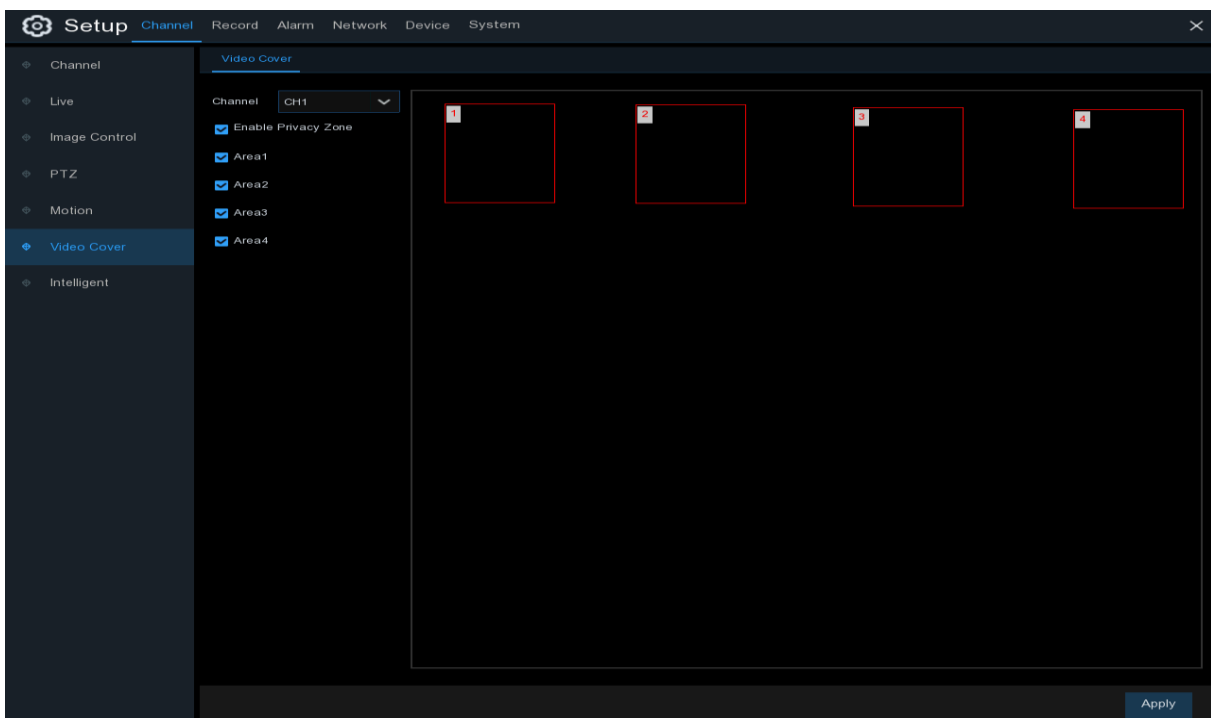 Setup Channel Record Alarm Network Device System
Channel
Live
Image Control
PTZ
Motion
Video Cover
Intelligent
Video Cover
Channel CH1
Enable Privacy Zone
Area1
Area2
Area3
Area4
1 2 3 4
Apply